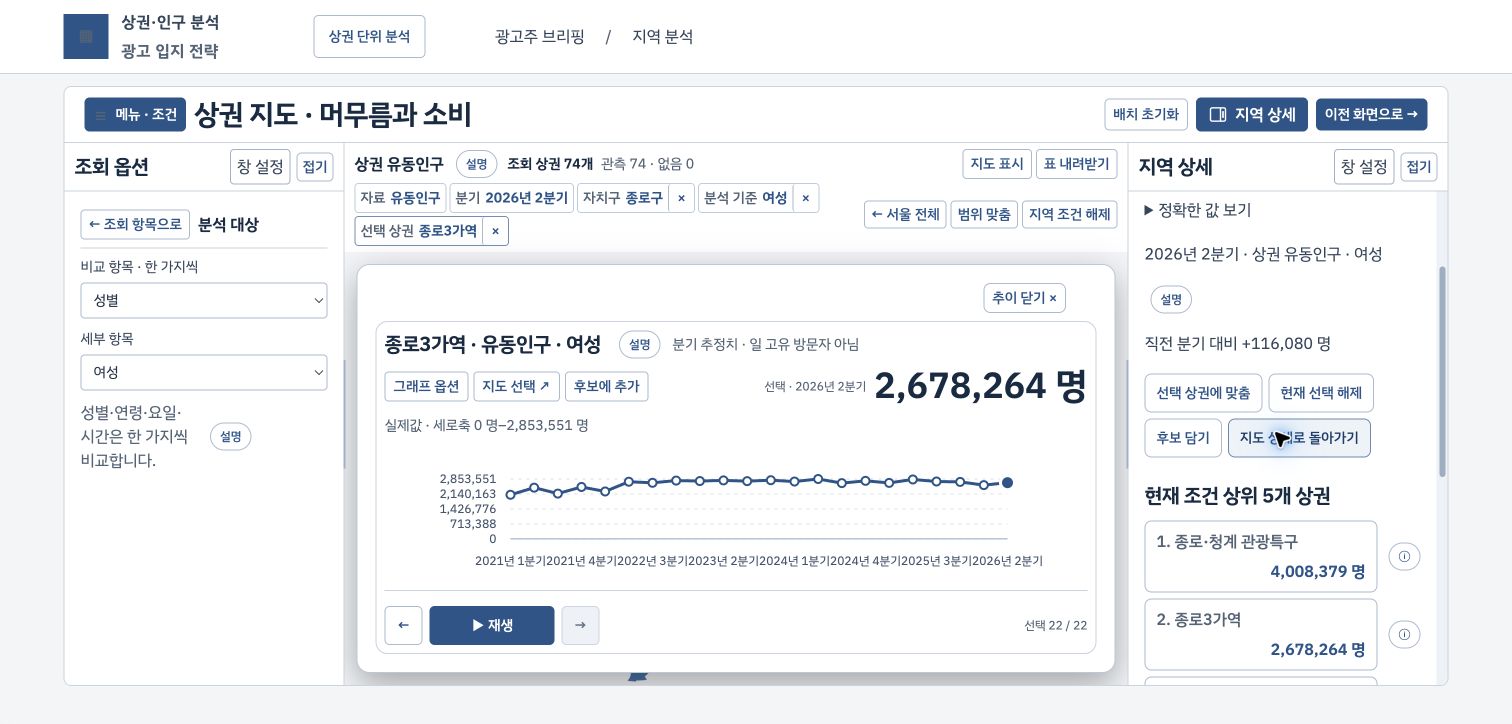 상권·인구 분석
광고 입지 전략
상권 단위 분석
광고주 브리핑 / 지역 분석
≡ 메뉴 · 조건
상권 지도 · 머무름과 소비
배치 초기화
지역 상세
이전 화면으로 →
조회 옵션
창 설정
접기
← 조회 항목으로
분석 대상
비교 항목 · 한 가지씩
성별
세부 항목
여성
성별·연령·요일·
시간은 한 가지씩
비교합니다.
설명
상권 유동인구
설명
조회 상권 74개 관측 74 · 없음 0
지도 표시
표 내려받기
자료 유동인구
분기 2026년 2분기
자치구 종로구 ×
분석 기준 여성 ×
선택 상권 종로3가역 ×
← 서울 전체
범위 맞춤
지역 조건 해제
추이 닫기 ×
종로3가역 · 유동인구 · 여성
설명
분기 추정치 · 일 고유 방문자 아님
그래프 옵션
지도 선택 ↗
후보에 추가
선택 · 2026년 2분기 2,678,264 명
실제값 · 세로축 0 명–2,853,551 명
2,853,551
2,140,163
1,426,776
713,388
0
2021년 1분기 2021년 4분기 2022년 3분기 2023년 2분기 2024년 1분기 2024년 4분기 2025년 3분기 2026년 2분기
←
▶ 재생
→
선택 22 / 22
지역 상세
창 설정
접기
▶ 정확한 값 보기
2026년 2분기 · 상권 유동인구 · 여성
설명
직전 분기 대비 +116,080 명
선택 상권에 맞춤
현재 선택 해제
후보 담기
지도 상세로 돌아가기
현재 조건 상위 5개 상권
1. 종로·청계 관광특구
4,008,379 명
2. 종로3가역
2,678,264 명